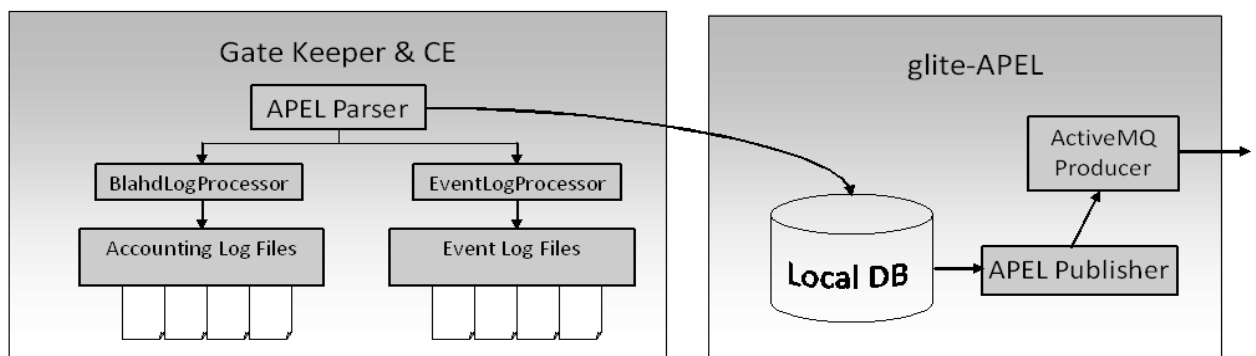 Gate Keeper & CE
APEL Parser
BlahdLogProcessor
EventLogProcessor
Accounting Log Files
Event Log Files
glite-APEL
ActiveMQ
Producer
Local DB
APEL Publisher